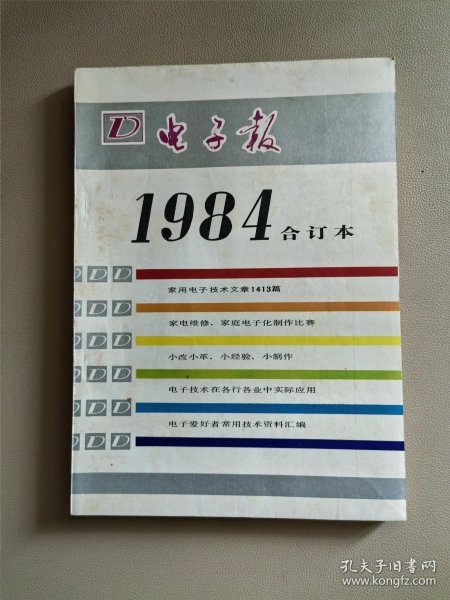 电子报
1984 合订本
家用电子技术文章1413篇
家电维修、家庭电子化制作比赛
小改小革、小经验、小制作
电子技术在各行各业中实际应用
电子爱好者常用技术资料汇编
孔夫子旧书网
www.kongfz.com